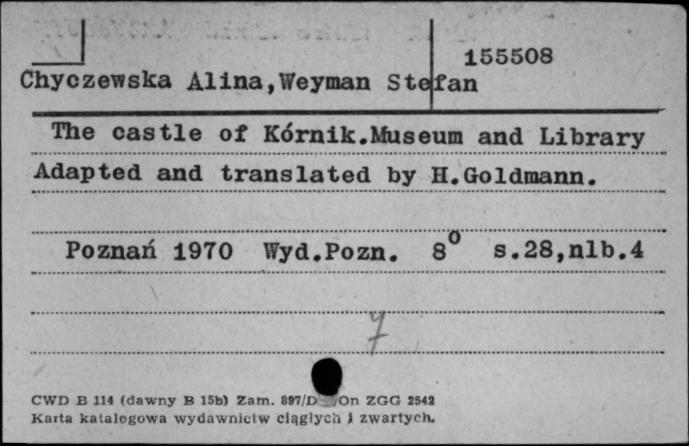 155508
Chyczewska Alina,Weyman Stefan
The castle of Kórnik.Museum and Library
Adapted and translated by H.Goldmann.
Poznań 1970 Wyd.Pozn. 8⁰ s.28,nlb.4
7
CWD B 114 (dawny B 15b) Zam. 897/D /On ZGG 2542
Karta katalogowa wydawnictw ciągłych i zwartych.